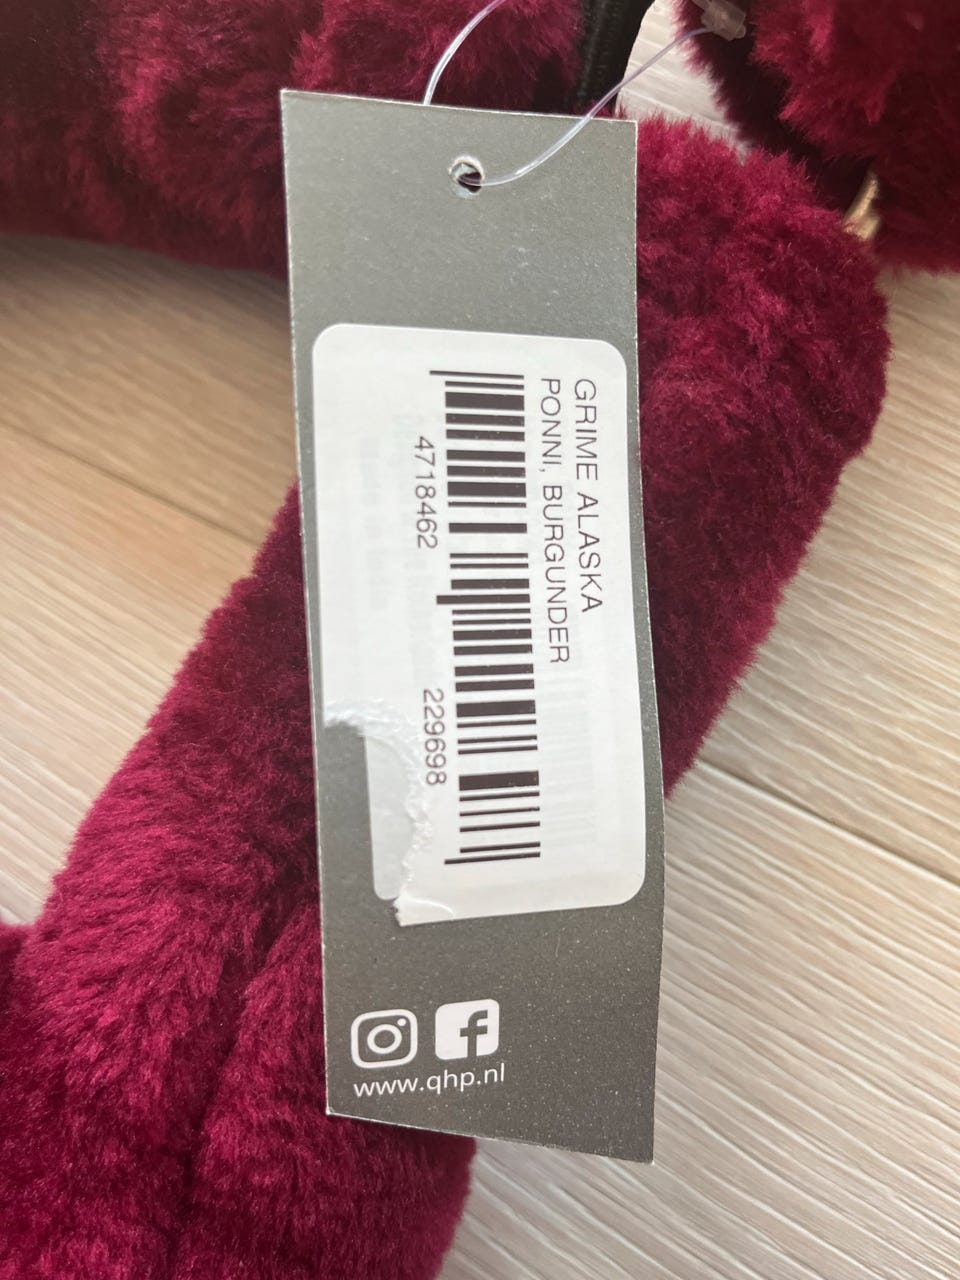 GRIME ALASKA
PONNI, BURGUNDER
4718462 229698
www.qhp.nl